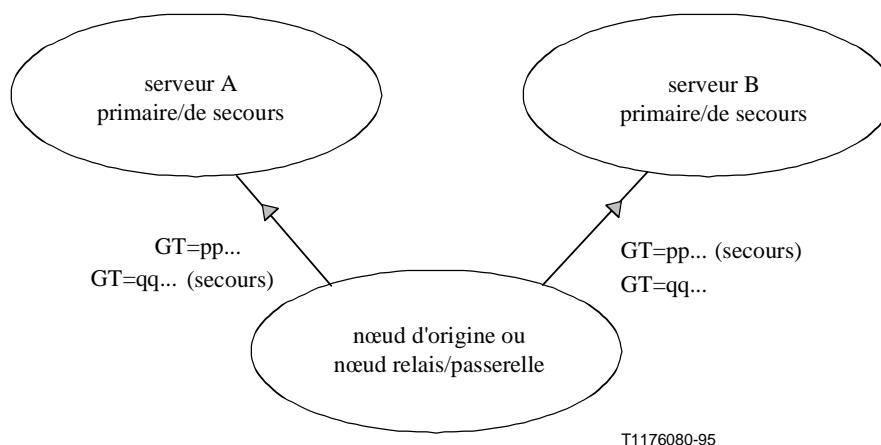 serveur A
primaire/de secours
serveur B
primaire/de secours
GT=pp...
GT=qq... (secours)
GT=pp... (secours)
GT=qq...
nœud d'origine ou
nœud relais/passerelle
T1176080-95